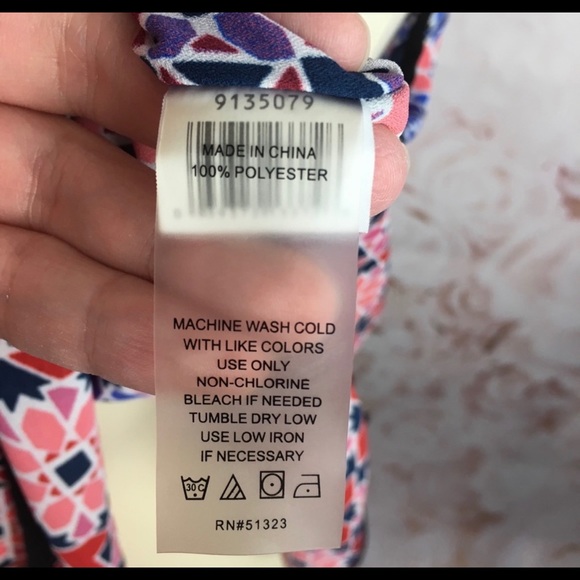 9135079
MADE IN CHINA
100% POLYESTER
MACHINE WASH COLD
WITH LIKE COLORS
USE ONLY
NON-CHLORINE
BLEACH IF NEEDED
TUMBLE DRY LOW
USE LOW IRON
IF NECESSARY
30C
RN#51323